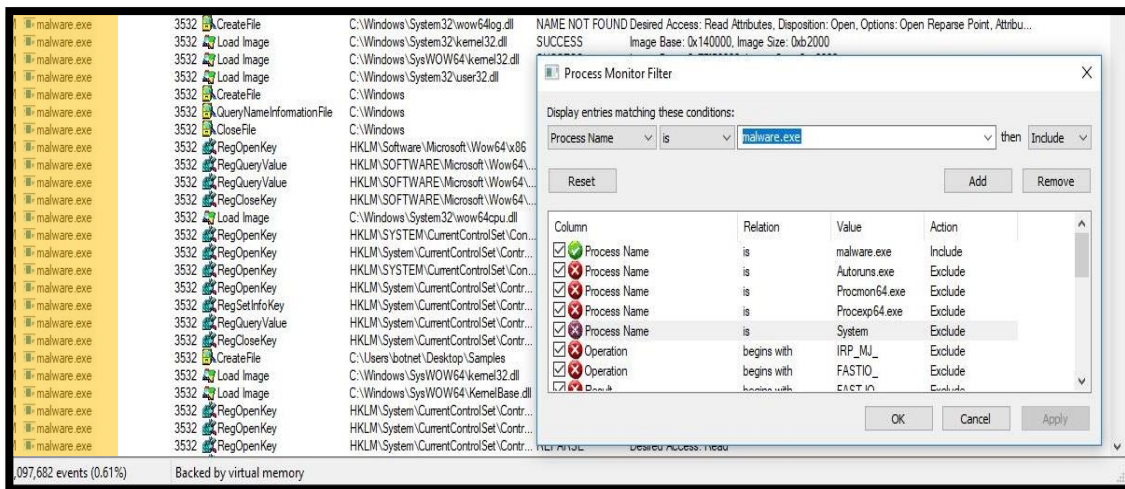 malware.exe 3532 CreateFile C:\Windows\System32\wow64log.dll NAME NOT FOUND Desired Access: Read Attributes, Disposition: Open, Options: Open Reparse Point, Attribu...
malware.exe 3532 Load Image C:\Windows\System32\kernel32.dll SUCCESS Image Base: 0x140000, Image Size: 0xb2000
malware.exe 3532 Load Image C:\Windows\SysWOW64\kernel32.dll
malware.exe 3532 Load Image C:\Windows\System32\user32.dll
malware.exe 3532 CreateFile C:\Windows
malware.exe 3532 QueryNameInformationFile C:\Windows
malware.exe 3532 CloseFile C:\Windows
malware.exe 3532 RegOpenKey HKLM\Software\Microsoft\Wow64\x86
malware.exe 3532 RegQueryValue HKLM\SOFTWARE\Microsoft\Wow64\...
malware.exe 3532 RegQueryValue HKLM\SOFTWARE\Microsoft\Wow64\...
malware.exe 3532 RegCloseKey HKLM\SOFTWARE\Microsoft\Wow64\...
malware.exe 3532 Load Image C:\Windows\System32\wow64cpu.dll
malware.exe 3532 RegOpenKey HKLM\SYSTEM\CurrentControlSet\Con...
malware.exe 3532 RegOpenKey HKLM\System\CurrentControlSet\Contr...
malware.exe 3532 RegOpenKey HKLM\SYSTEM\CurrentControlSet\Con...
malware.exe 3532 RegOpenKey HKLM\System\CurrentControlSet\Contr...
malware.exe 3532 RegSetInfoKey HKLM\System\CurrentControlSet\Contr...
malware.exe 3532 RegQueryValue HKLM\System\CurrentControlSet\Contr...
malware.exe 3532 RegCloseKey HKLM\System\CurrentControlSet\Contr...
malware.exe 3532 CreateFile C:\Users\botnet\Desktop\Samples
malware.exe 3532 Load Image C:\Windows\SysWOW64\kernel32.dll
malware.exe 3532 Load Image C:\Windows\SysWOW64\KernelBase.dll
malware.exe 3532 RegOpenKey HKLM\System\CurrentControlSet\Contr...
malware.exe 3532 RegOpenKey HKLM\System\CurrentControlSet\Contr...
malware.exe 3532 RegOpenKey HKLM\System\CurrentControlSet\Contr... REPARSE Desired Access: Read
,097,682 events (0.61%) Backed by virtual memory
Process Monitor Filter X
Display entries matching these conditions:
Process Name is malware.exe then Include
Reset Add Remove
Column Relation Value Action
Process Name is malware.exe Include
Process Name is Autoruns.exe Exclude
Process Name is Procmon64.exe Exclude
Process Name is Procexp64.exe Exclude
Process Name is System Exclude
Operation begins with IRP_MJ_ Exclude
Operation begins with FASTIO_ Exclude
Result begins with FAST IO Exclude
OK Cancel Apply